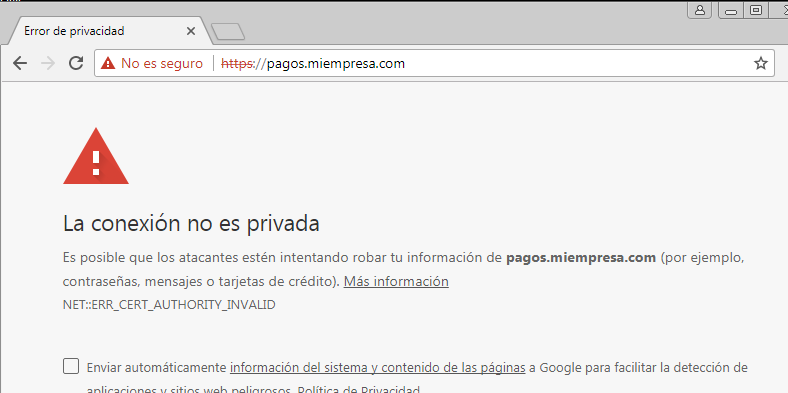 Error de privacidad
No es seguro https://pagos.miempresa.com
La conexión no es privada
Es posible que los atacantes estén intentando robar tu información de pagos.miempresa.com (por ejemplo,
contraseñas, mensajes o tarjetas de crédito). Más información
NET::ERR_CERT_AUTHORITY_INVALID
Enviar automáticamente información del sistema y contenido de las páginas a Google para facilitar la detección de
aplicaciones y sitios web peligrosos. Política de Privacidad